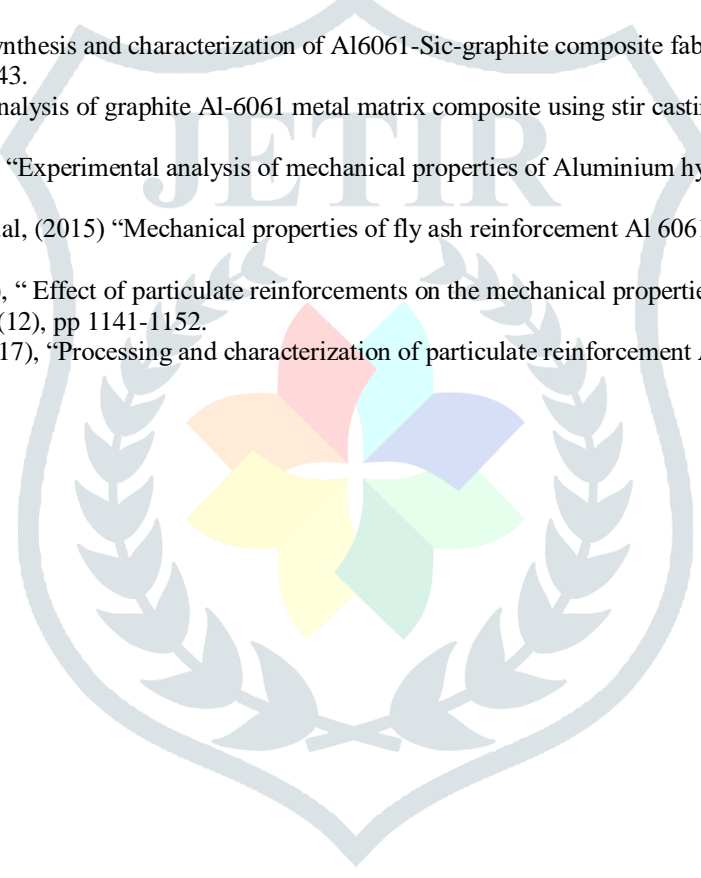 ynthesis and characterization of Al6061-Sic-graphite composite fab
43.
nalysis of graphite Al-6061 metal matrix composite using stir casti
JETIR
“Experimental analysis of mechanical properties of Aluminium hy
al, (2015) “Mechanical properties of fly ash reinforcement Al 606
, “ Effect of particulate reinforcements on the mechanical propertie
(12), pp 1141-1152.
17), “Processing and characterization of particulate reinforcement A